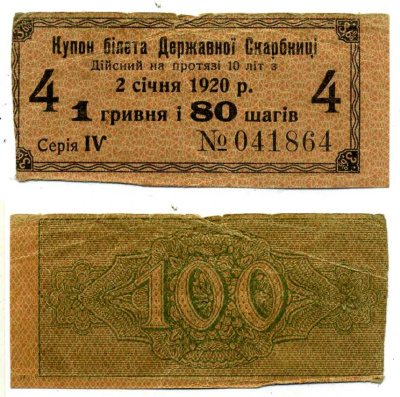 Купон білета Державної Скарбниці
Дійсний на протязі 10 літ з
4 2 січня 1920 р. 4
1 гривня і 80 шагів
Серія IV № 041864
100